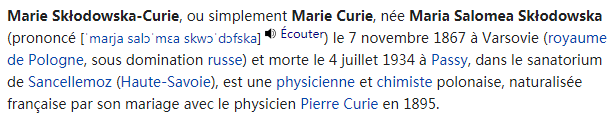 Marie Skłodowska-Curie, ou simplement Marie Curie, née Maria Salomea Skłodowska
(prononcé [ˈmarja salɔˈmɛa skwɔˈdɔfska] Écouter) le 7 novembre 1867 à Varsovie (royaume
de Pologne, sous domination russe) et morte le 4 juillet 1934 à Passy, dans le sanatorium
de Sancellemoz (Haute-Savoie), est une physicienne et chimiste polonaise, naturalisée
française par son mariage avec le physicien Pierre Curie en 1895.